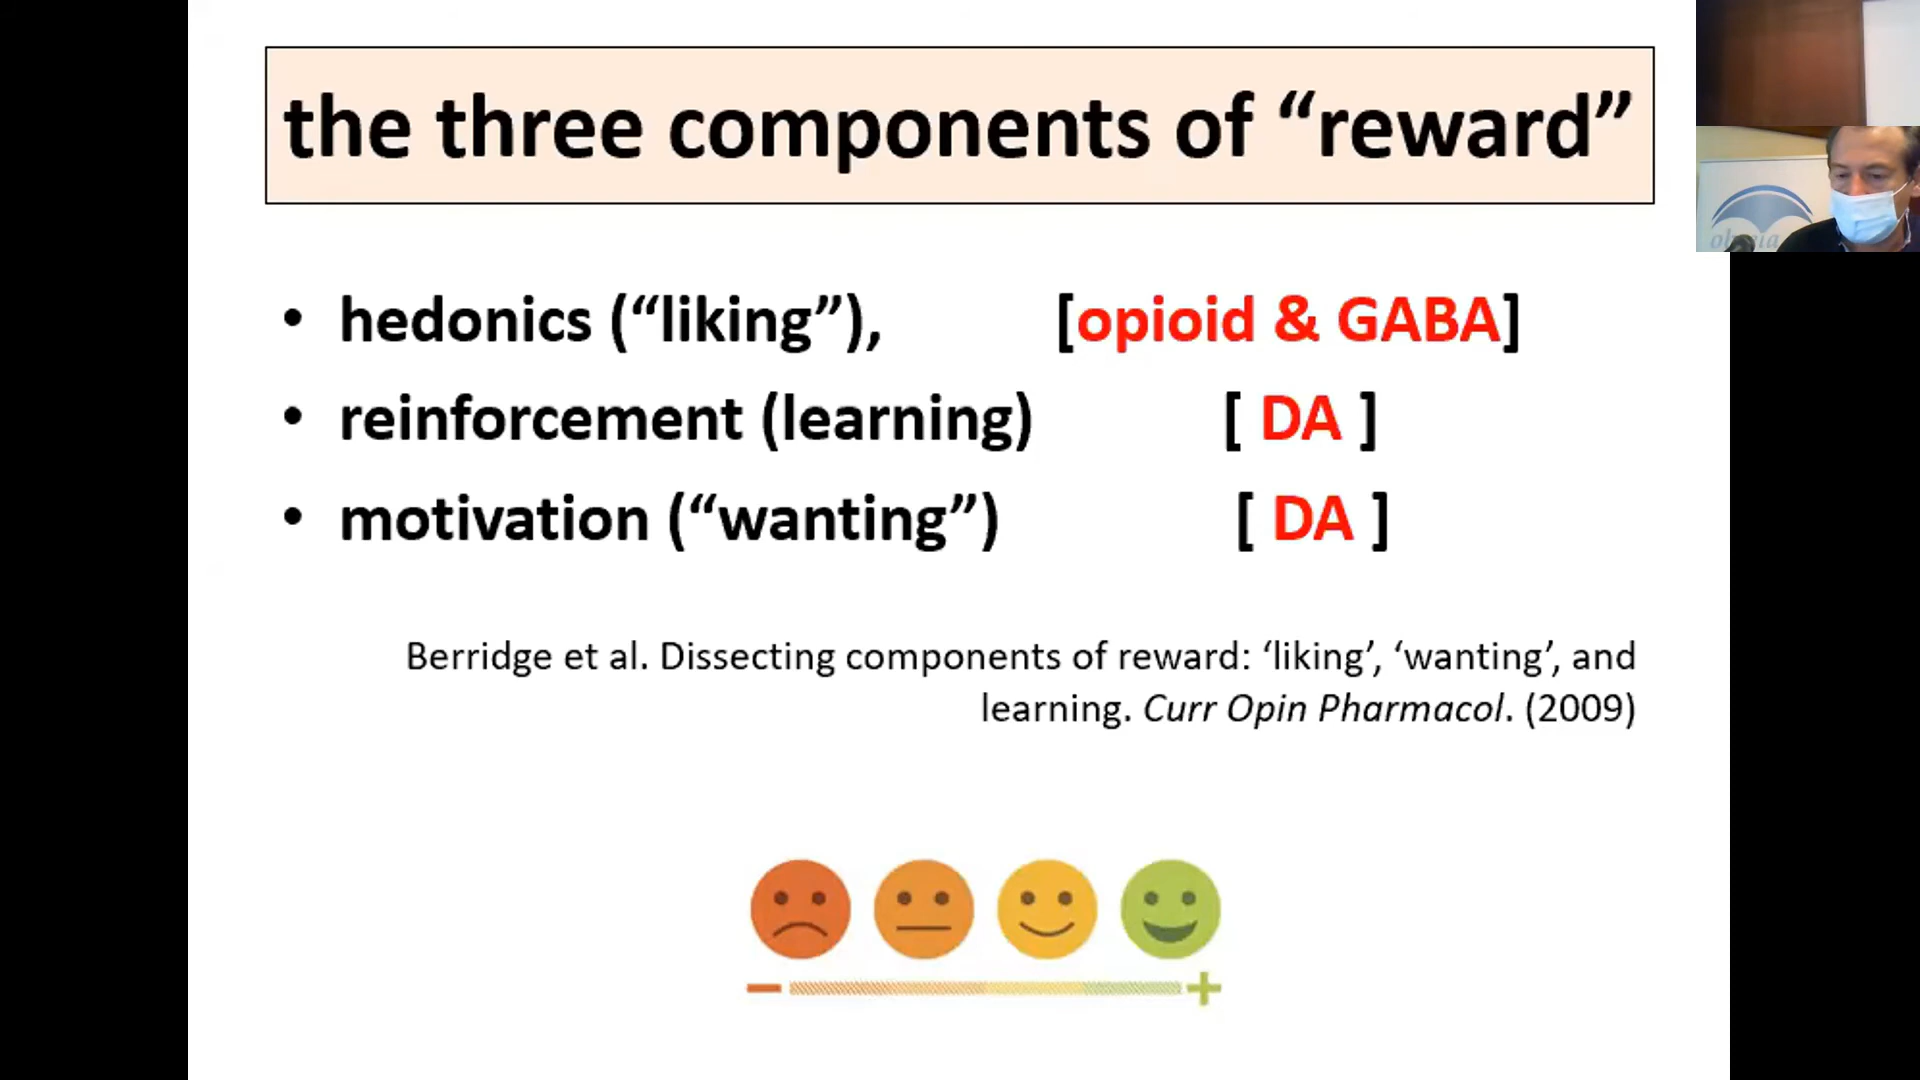 the three components of “reward”
• hedonics (“liking”), [opioid & GABA]
• reinforcement (learning) [ DA ]
• motivation (“wanting”) [ DA ]
Berridge et al. Dissecting components of reward: ‘liking’, ‘wanting’, and
learning. Curr Opin Pharmacol. (2009)